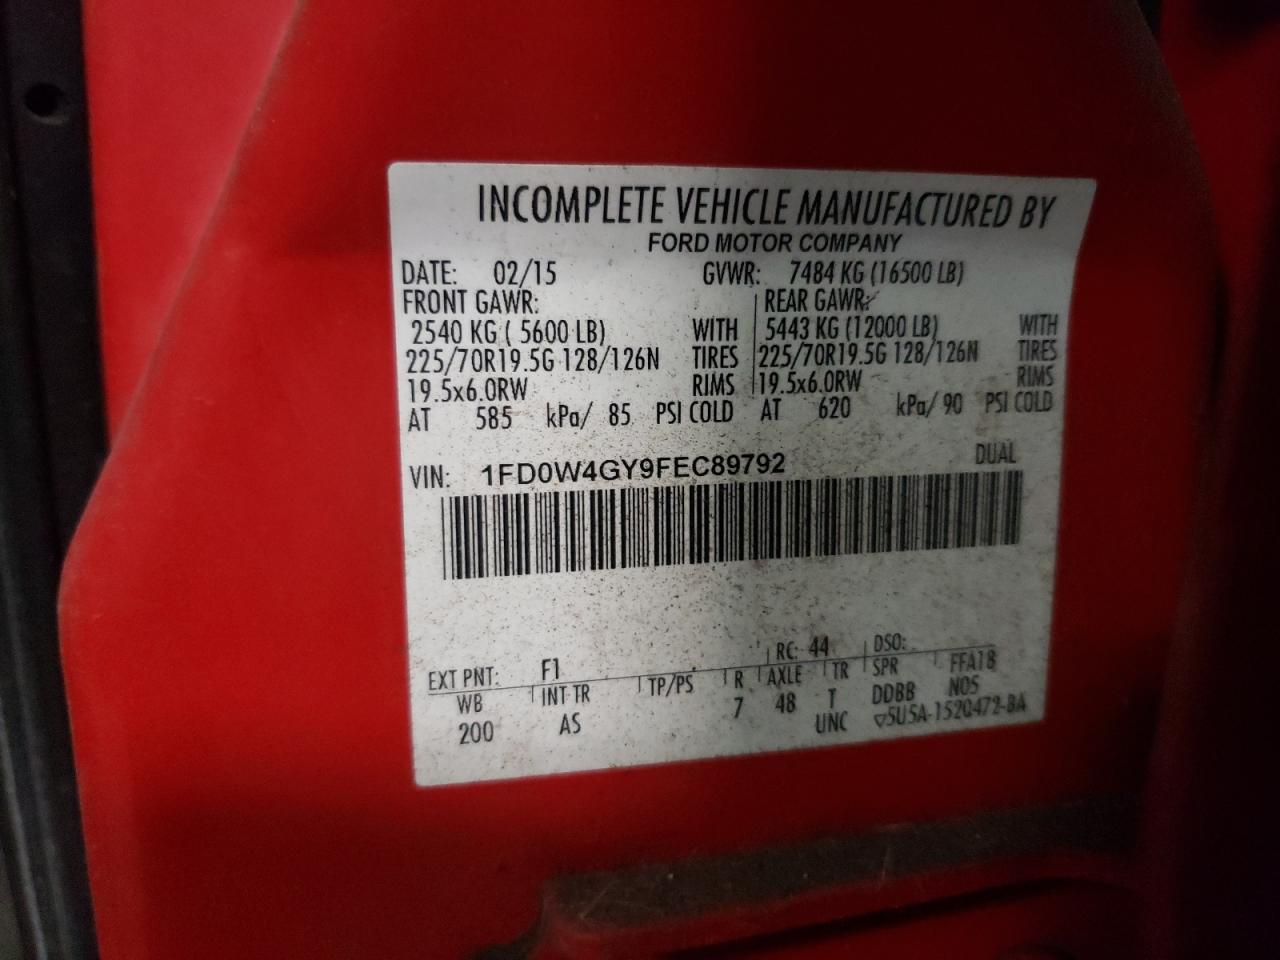 INCOMPLETE VEHICLE MANUFACTURED BY
FORD MOTOR COMPANY
DATE: 02/15 GVWR: 7484 KG (16500 LB)
FRONT GAWR: REAR GAWR:
2540 KG ( 5600 LB) WITH 5443 KG (12000 LB) WITH
225/70R19.5G 128/126N TIRES 225/70R19.5G 128/126N TIRES
19.5x6.0RW RIMS 19.5x6.0RW RIMS
AT 585 kPa/ 85 PSI COLD AT 620 kPa/ 90 PSI COLD
VIN: 1FD0W4GY9FEC89792 DUAL
EXT PNT: F1 RC: 44 DSO:
WB INT TR TP/PS R AXLE TR SPR FFA18
200 AS 7 48 T DDBB N05
UNC ▽5U5A-1520472-BA